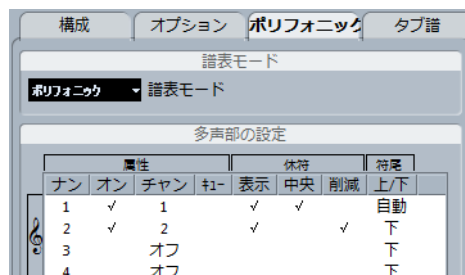 構成 オプション ポリフォニック タブ譜
譜表モード
ポリフォニック 譜表モード
多声部の設定
属性 休符 符尾
ナン オン チャン ｷｭｰ 表示 中央 削減 上/下
1 √ 1 √ √ 自動
2 √ 2 √ √ 下
3 オフ 下
4 オフ 下